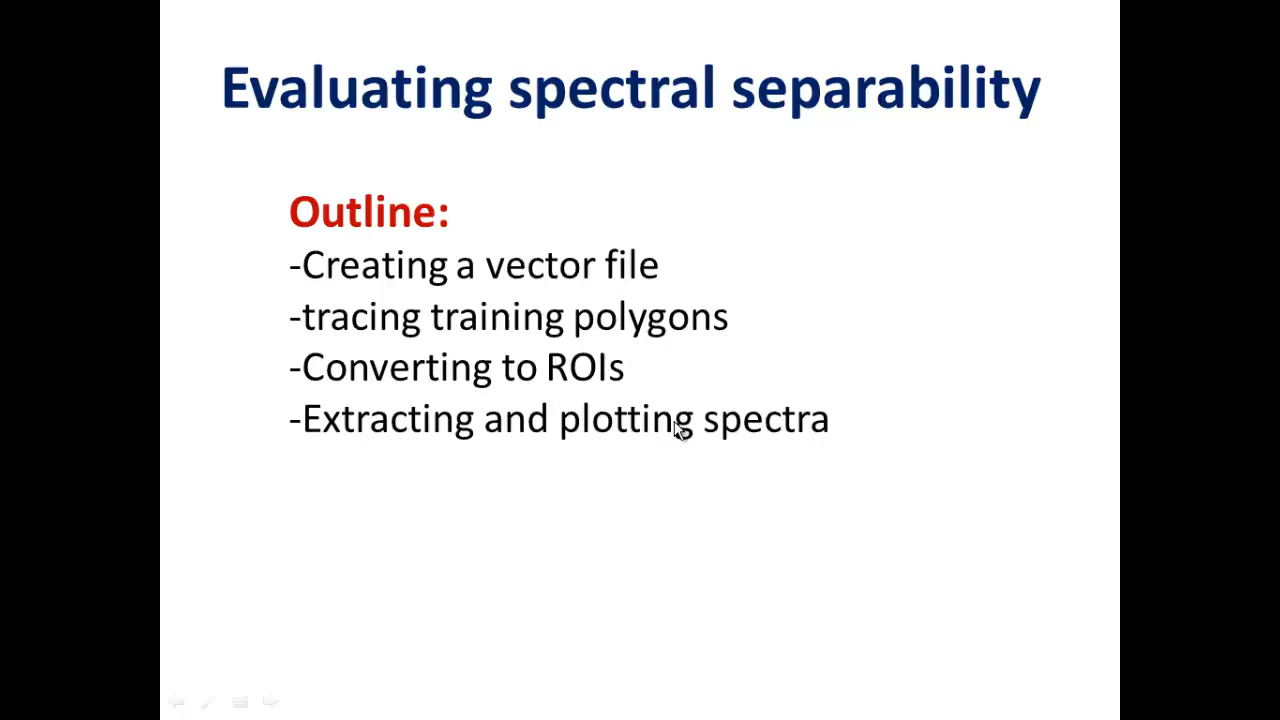 Evaluating spectral separability
Outline:
-Creating a vector file
-tracing training polygons
-Converting to ROIs
-Extracting and plotting spectra